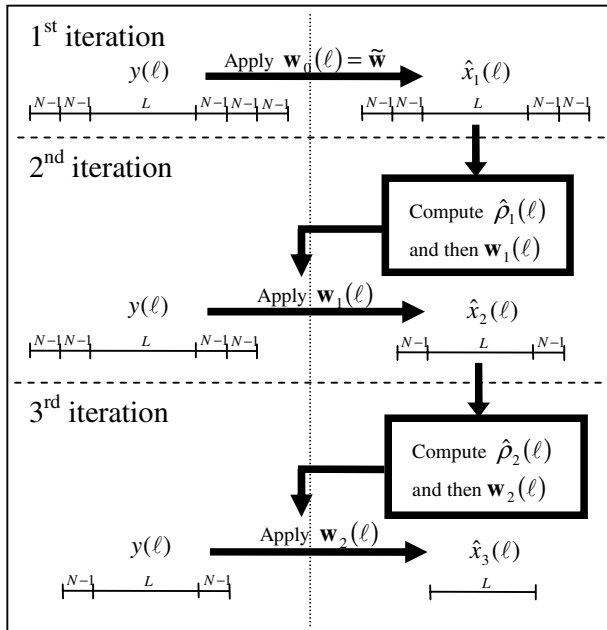 1st iteration
y(ℓ) Apply w₀(ℓ) = w̃ x̂₁(ℓ)
N−1 N−1 L N−1 N−1 N−1 N−1 N−1 L N−1 N−1
2nd iteration
Compute ρ̂₁(ℓ)
and then w₁(ℓ)
y(ℓ) Apply w₁(ℓ) x̂₂(ℓ)
N−1 N−1 L N−1 N−1 N−1 L N−1
3rd iteration
Compute ρ̂₂(ℓ)
and then w₂(ℓ)
y(ℓ) Apply w₂(ℓ) x̂₃(ℓ)
N−1 L N−1 L